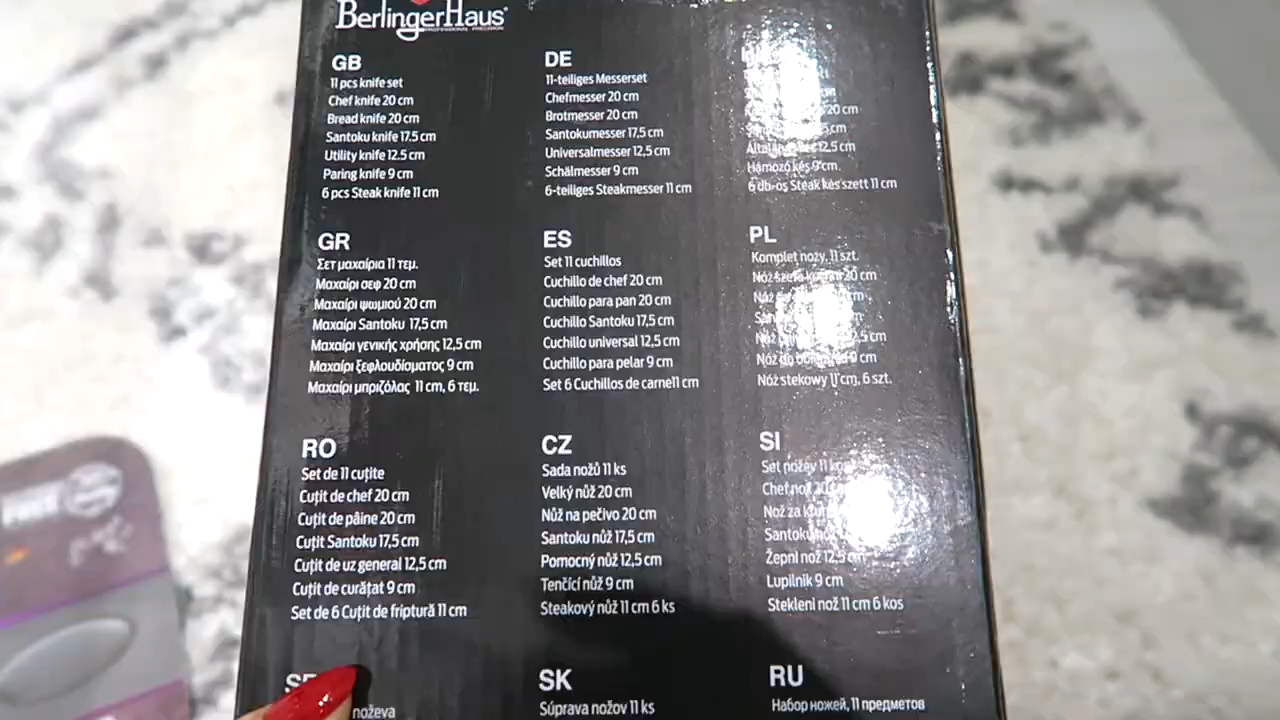 BerlingerHaus
GB
11 pcs knife set
Chef knife 20 cm
Bread knife 20 cm
Santoku knife 17.5 cm
Utility knife 12.5 cm
Paring knife 9 cm
6 pcs Steak knife 11 cm
DE
11-teiliges Messerset
Chefmesser 20 cm
Brotmesser 20 cm
Santokumesser 17,5 cm
Universalmesser 12,5 cm
Schälmesser 9 cm
6-teiliges Steakmesser 11 cm
20 cm
cm
12.5 cm
Hámozó kés 9 cm
6 db-os Steak kés szett 11 cm
GR
Σετ μαχαίρια 11 τεμ.
Μαχαίρι σεφ 20 cm
Μαχαίρι ψωμιού 20 cm
Μαχαίρι Santoku 17,5 cm
Μαχαίρι γενικής χρήσης 12,5 cm
Μαχαίρι ξεφλουδίσματος 9 cm
Μαχαίρι μπριζόλας 11 cm, 6 τεμ.
ES
Set 11 cuchillos
Cuchillo de chef 20 cm
Cuchillo para pan 20 cm
Cuchillo Santoku 17,5 cm
Cuchillo universal 12,5 cm
Cuchillo para pelar 9 cm
Set 6 Cuchillos de carne11 cm
PL
Komplet noży, 11 szt.
Nóż szefa kuchni 20 cm
Nóż cm
cm
Nóż cm
Nóż do 9 cm
Nóż stekowy 11 cm, 6 szt.
RO
Set de 11 cuțite
Cuțit de chef 20 cm
Cuțit de pâine 20 cm
Cuțit Santoku 17,5 cm
Cuțit de uz general 12,5 cm
Cuțit de curățat 9 cm
Set de 6 Cuțit de friptură 11 cm
CZ
Sada nožů 11 ks
Velký nůž 20 cm
Nůž na pečivo 20 cm
Santoku nůž 17,5 cm
Pomocný nůž 12,5 cm
Tenčící nůž 9 cm
Steakový nůž 11 cm 6 ks
SI
Set nožev 11
Chef nož
Nož za
Santoku
Žepni nož 12,5 cm
Lupilnik 9 cm
Stekleni nož 11 cm 6 kos
noževa
SK
Súprava nožov 11 ks
RU
Набор ножей, 11 предметов